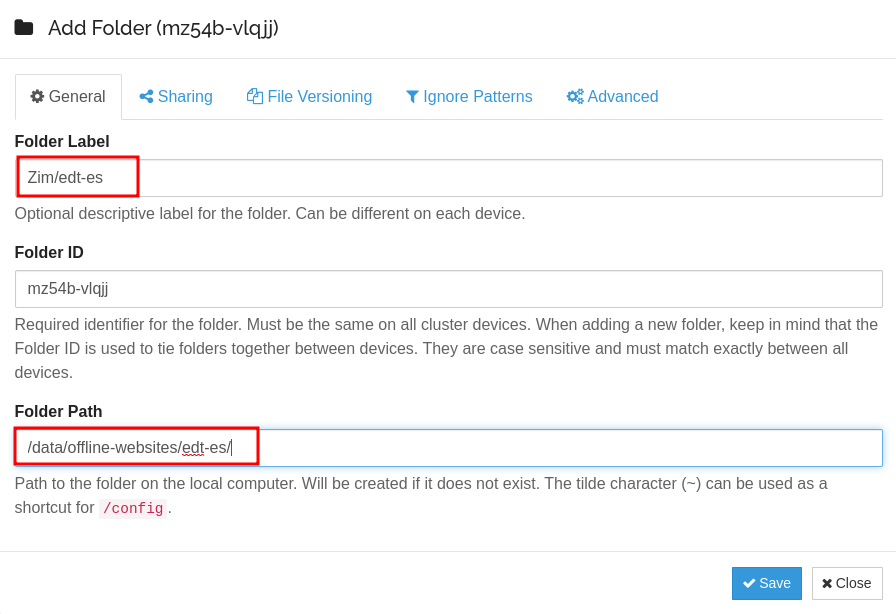 Add Folder (mz54b-vlqjj)
General Sharing File Versioning Ignore Patterns Advanced
Folder Label
Zim/edt-es
Optional descriptive label for the folder. Can be different on each device.
Folder ID
mz54b-vlqjj
Required identifier for the folder. Must be the same on all cluster devices. When adding a new folder, keep in mind that the
Folder ID is used to tie folders together between devices. They are case sensitive and must match exactly between all
devices.
Folder Path
/data/offline-websites/edt-es/
Path to the folder on the local computer. Will be created if it does not exist. The tilde character (~) can be used as a
shortcut for /config .
Save Close